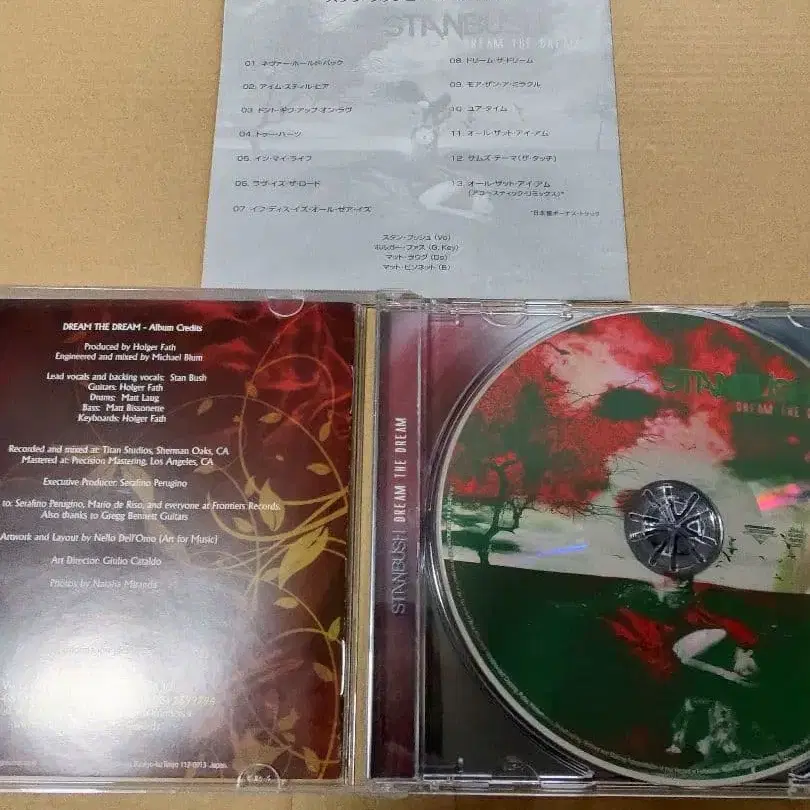 STANBUSH
DREAM THE DREAM
01. ネヴァー・ホールド・バック
02. アイム・スティル・ヒア
03. ドント・ギヴ・アップ・オン・ラヴ
04. トゥー・ハーツ
05. イン・マイ・ライフ
06. ラヴ・イズ・ザ・ロード
07. イフ・ディス・イズ・オール・ゼア・イズ
08. ドリーム・ザ・ドリーム
09. モア・ザン・ア・ミラクル
10. ユア・タイム
11. オール・ザット・アイ・アム
12. サムズ・テーマ(ザ・タッチ)
13. オール・ザット・アイ・アム
(アコースティック・リミックス)*
*日本盤ボーナス・トラック
スタン・ブッシュ (Vo)
ホルガー・ファス (G, Key)
マット・ラウグ (Ds)
マット・ビソネット (B)
DREAM THE DREAM - Album Credits
Produced by Holger Fath
Engineered and mixed by Michael Blum
Lead vocals and backing vocals: Stan Bush
Guitars: Holger Fath
Drums: Matt Laug
Bass: Matt Bissonette
Keyboards: Holger Fath
Recorded and mixed at: Titan Studios, Sherman Oaks, CA
Mastered at: Precision Mastering, Los Angeles, CA
Executive Producer: Serafino Perugino
to: Serafino Perugino, Mario de Riso, and everyone at Frontiers Records.
Also thanks to Gregg Bennett Guitars
Artwork and Layout by Nello Dell'Omo (Art for Music)
Art Director: Giulio Cataldo
Photos by Natalia Miranda
Tokyo 112-0013 Japan.
STANBUSH DREAM THE DREAM
STANBUSH
DREAM THE